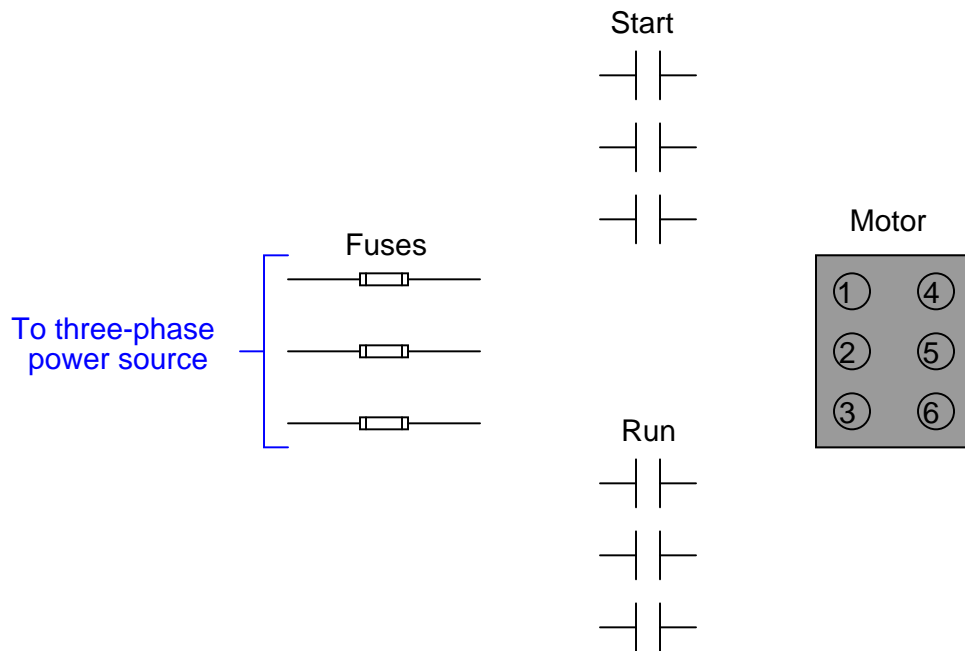 Start
Motor
Fuses
1 4
To three-phase
power source
2 5
3 6
Run